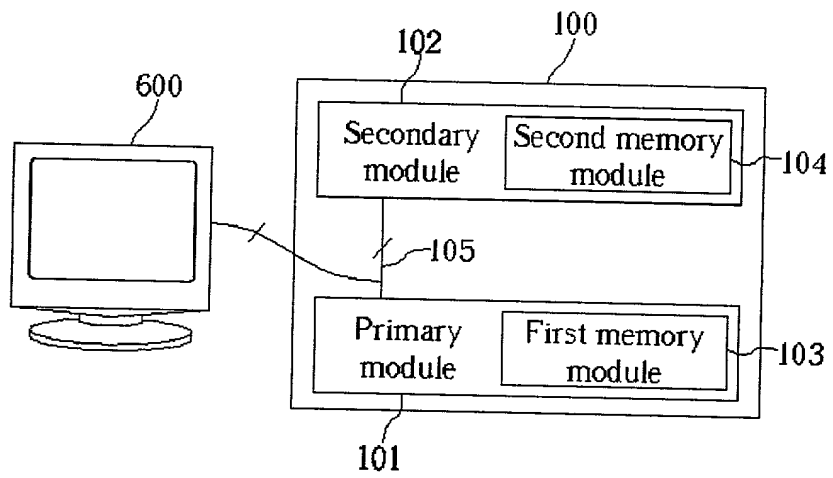 100
102
600
Secondary
module
Second memory
module
104
105
Primary
module
First memory
module
103
101